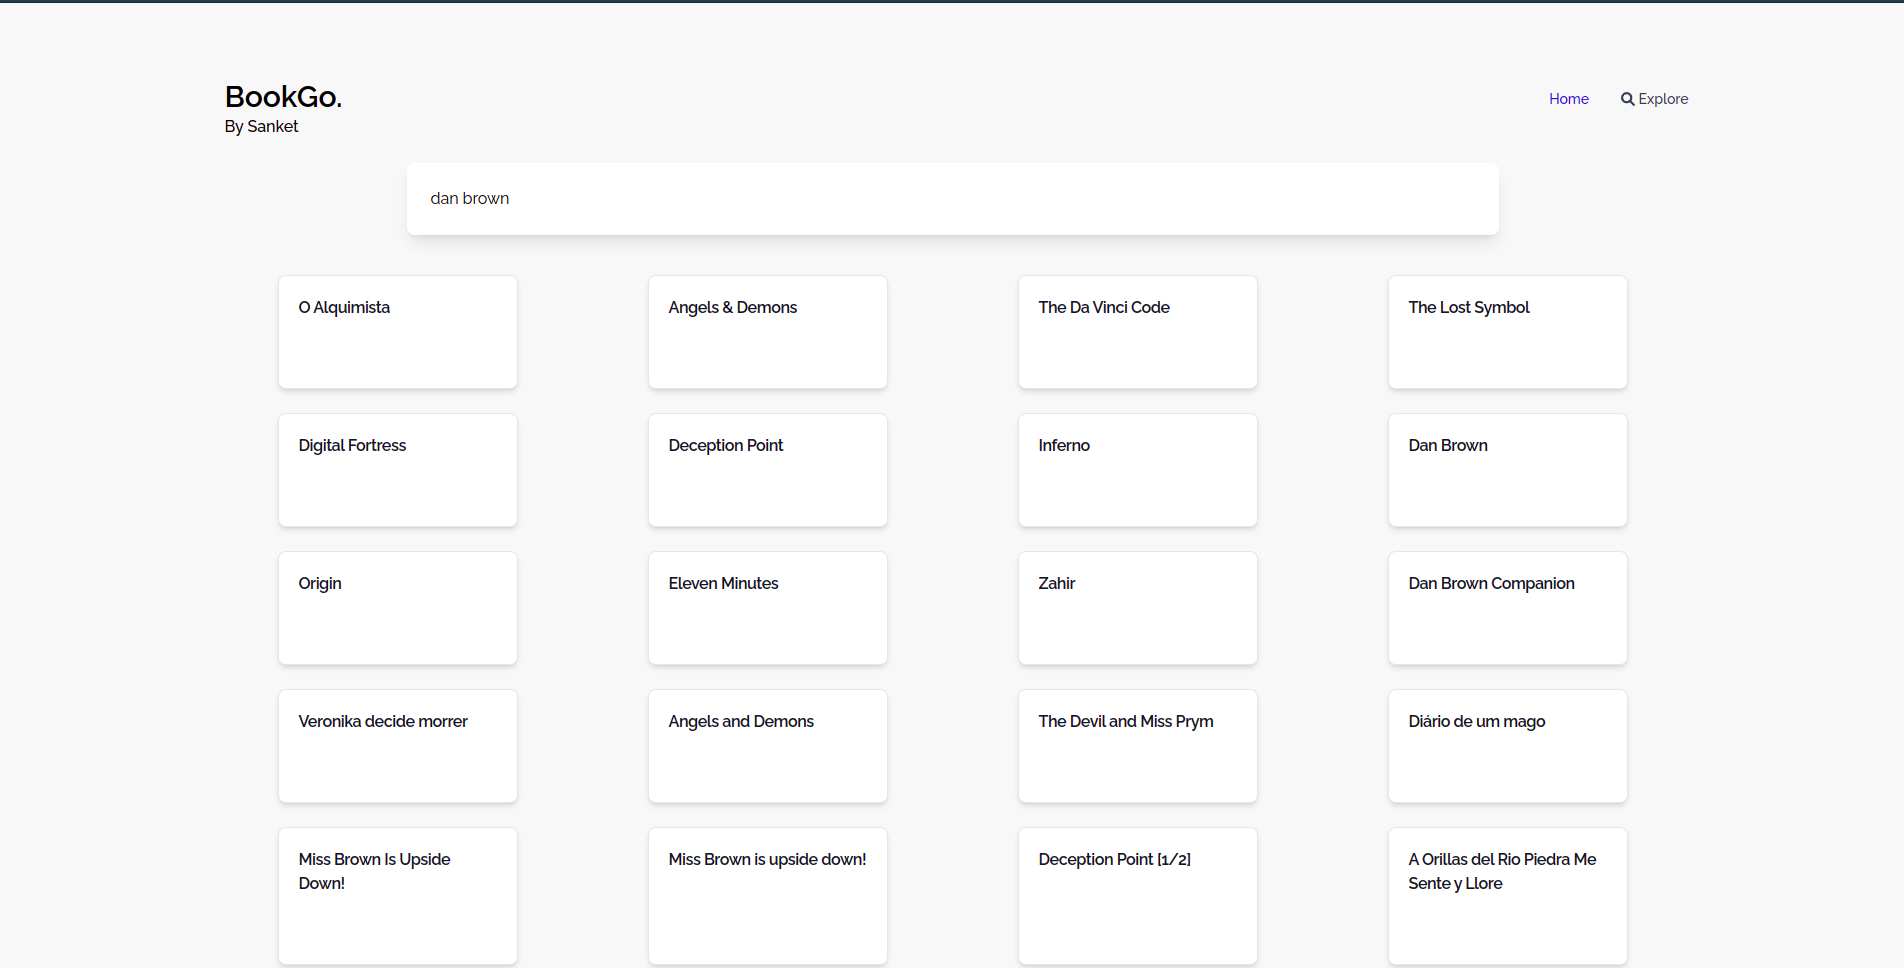 BookGo.
By Sanket
Home
Explore
dan brown
O Alquimista
Angels & Demons
The Da Vinci Code
The Lost Symbol
Digital Fortress
Deception Point
Inferno
Dan Brown
Origin
Eleven Minutes
Zahir
Dan Brown Companion
Veronika decide morrer
Angels and Demons
The Devil and Miss Prym
Diário de um mago
Miss Brown Is Upside
Down!
Miss Brown is upside down!
Deception Point [1/2]
A Orillas del Rio Piedra Me
Sente y Llore